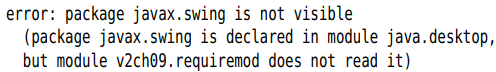 error: package javax.swing is not visible
(package javax.swing is declared in module java.desktop,
but module v2ch09.requiremod does not read it)